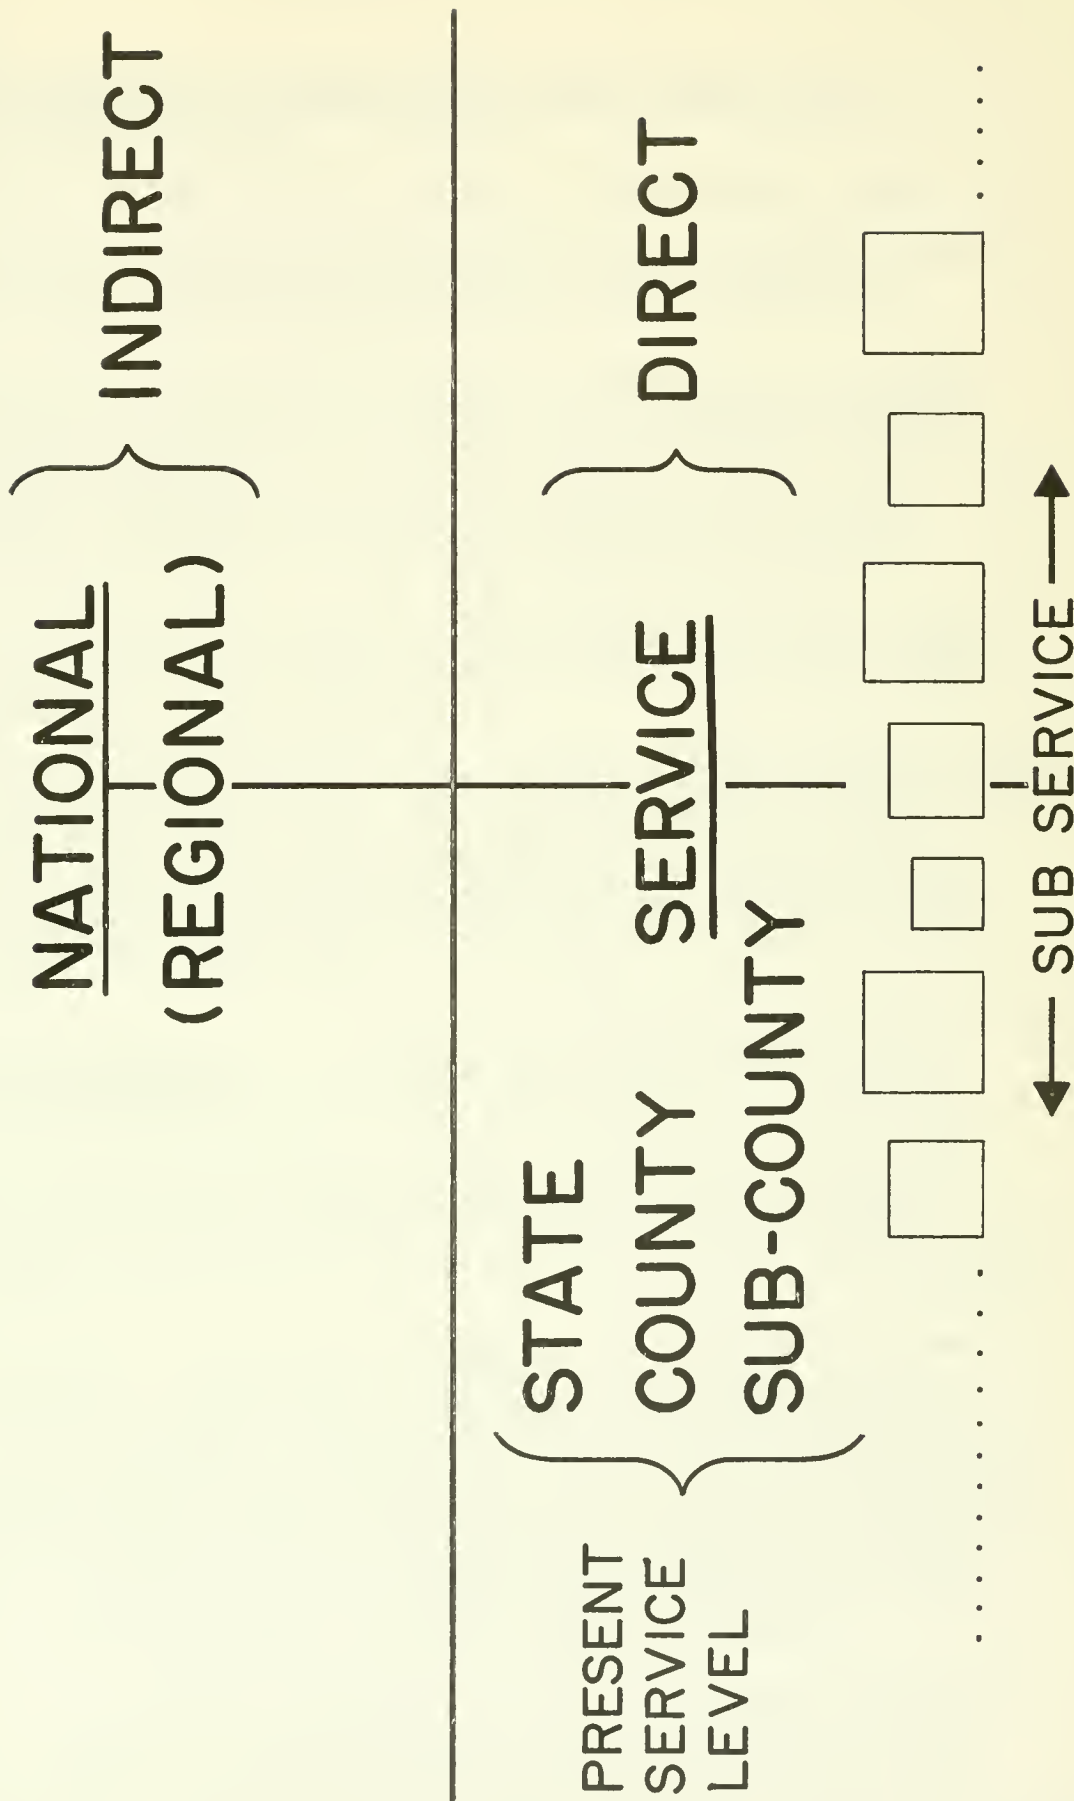 NATIONAL
(REGIONAL)
INDIRECT
STATE
COUNTY
SUB-COUNTY
PRESENT
SERVICE
LEVEL
SERVICE
DIRECT
SUB SERVICE